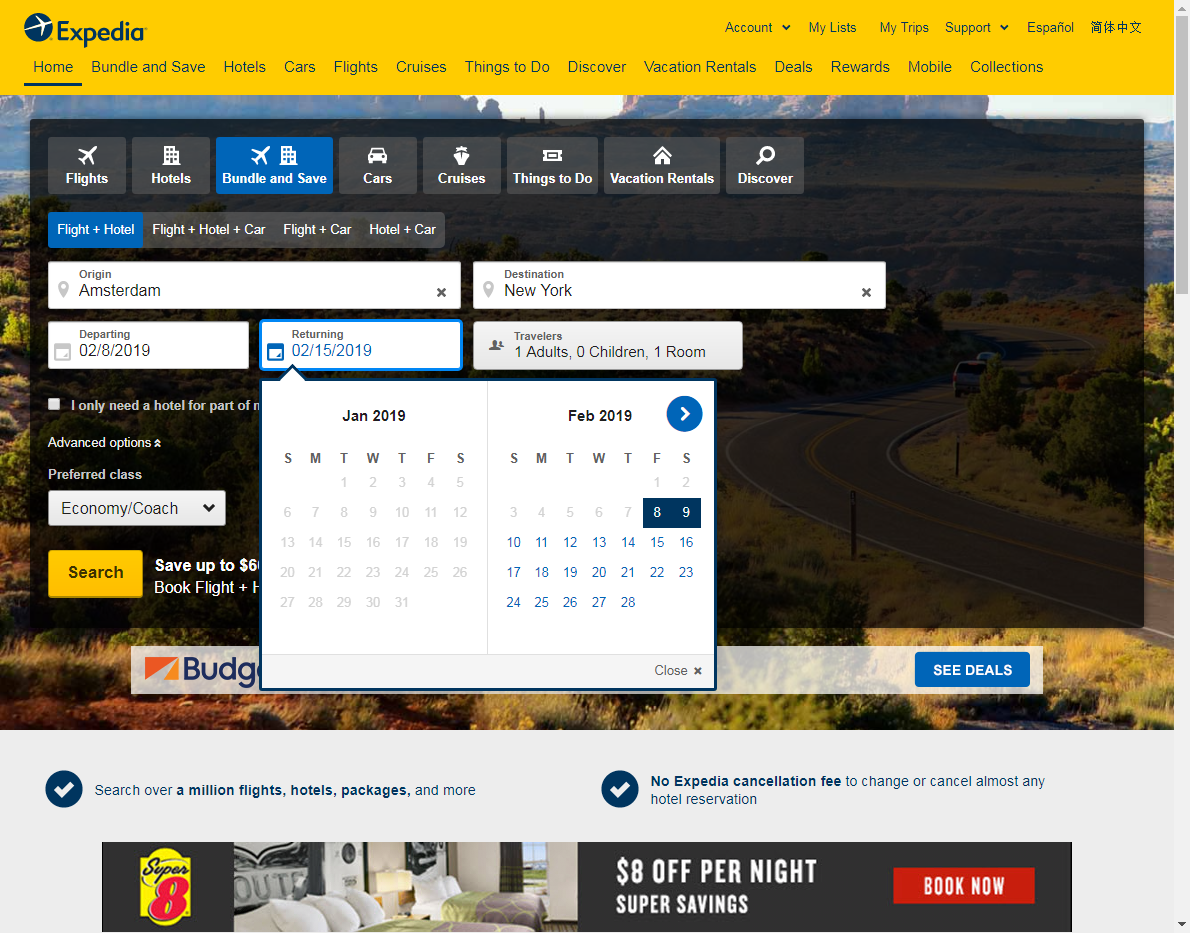 Expedia
Account My Lists My Trips Support Español 简体中文
Home Bundle and Save Hotels Cars Flights Cruises Things to Do Discover Vacation Rentals Deals Rewards Mobile Collections
Flights Hotels Bundle and Save Cars Cruises Things to Do Vacation Rentals Discover
Flight + Hotel Flight + Hotel + Car Flight + Car Hotel + Car
Origin
Amsterdam
Destination
New York
Departing
02/8/2019
Returning
02/15/2019
Travelers
1 Adults, 0 Children, 1 Room
I only need a hotel for part of
Advanced options
Preferred class
Economy/Coach
Search
Save up to
Book Flight +
Jan 2019
S M T W T F S
1 2 3 4 5
6 7 8 9 10 11 12
13 14 15 16 17 18 19
20 21 22 23 24 25 26
27 28 29 30 31
Feb 2019
S M T W T F S
1 2
3 4 5 6 7 8 9
10 11 12 13 14 15 16
17 18 19 20 21 22 23
24 25 26 27 28
Close
SEE DEALS
Search over a million flights, hotels, packages, and more
No Expedia cancellation fee to change or cancel almost any
hotel reservation
Super
8
$8 OFF PER NIGHT
SUPER SAVINGS
BOOK NOW